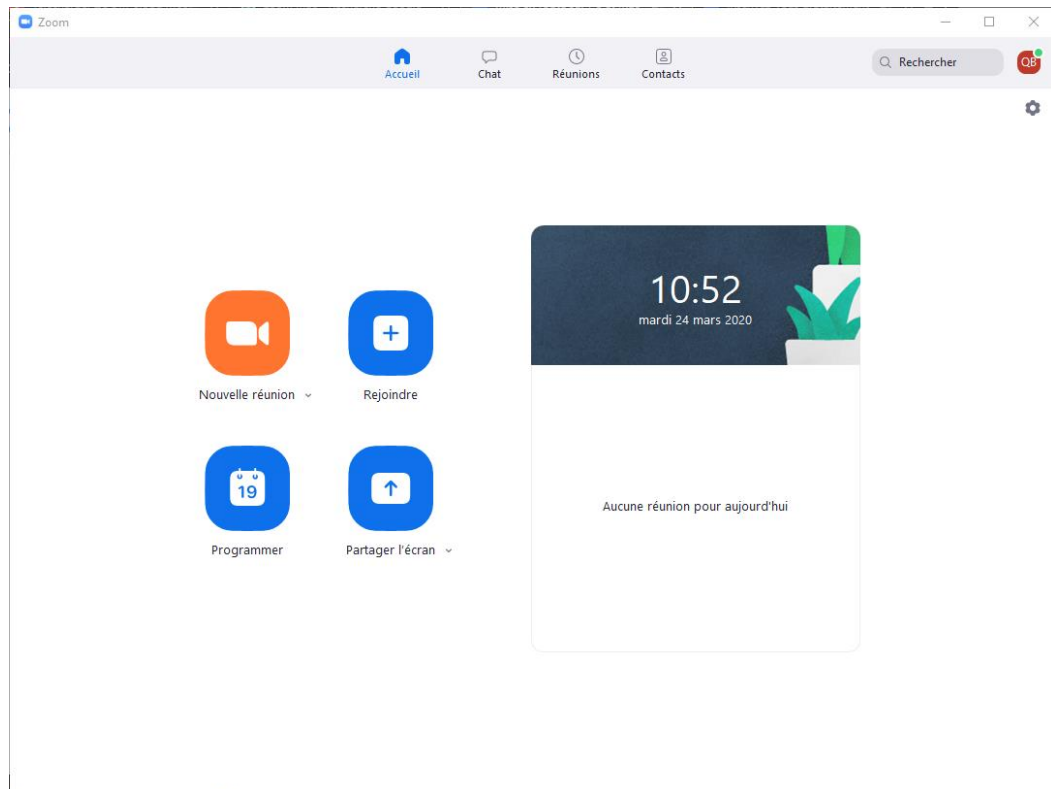 Zoom
Accueil
Chat
Réunions
Contacts
Rechercher
QB
10:52
mardi 24 mars 2020
Nouvelle réunion
Rejoindre
19
Programmer
Partager l'écran
Aucune réunion pour aujourd'hui